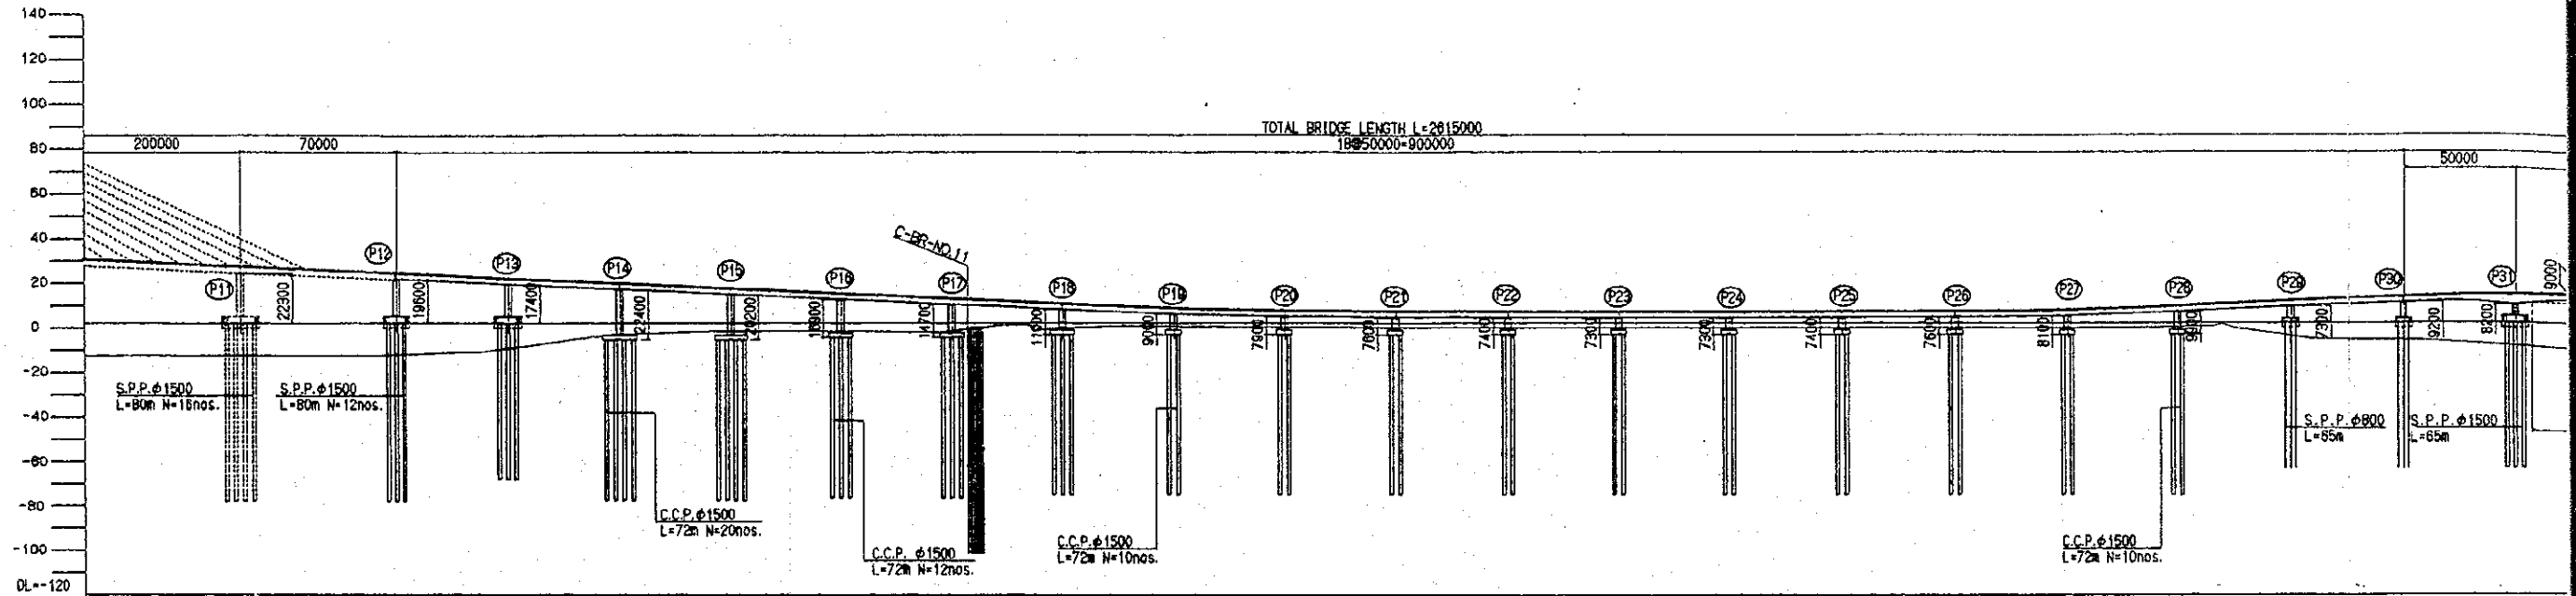 140
120
100
80
60
40
20
0
-20
-40
-60
-80
-100
DL=-120
TOTAL BRIDGE LENGTH L=2615000
200000
70000
18@50000=900000
50000
P11
P12
P13
P14
P15
P16
P17
C-BR-NO.11
P18
P19
P20
P21
P22
P23
P24
P25
P26
P27
P28
P29
P30
P31
22300
19600
17400
22400
20200
14700
11600
9000
7900
7600
7400
7300
7300
7400
7600
8100
7300
9200
8200
9000
S.P.P.φ1500
L=80m N=16nos.
S.P.P.φ1500
L=80m N=12nos.
C.C.P.φ1500
L=72m N=20nos.
C.C.P. φ1500
L=72m N=12nos.
C.C.P.φ1500
L=72m N=10nos.
C.C.P.φ1500
L=72m N=10nos.
S.P.P.φ800
L=65m
S.P.P.φ1500
L=65m